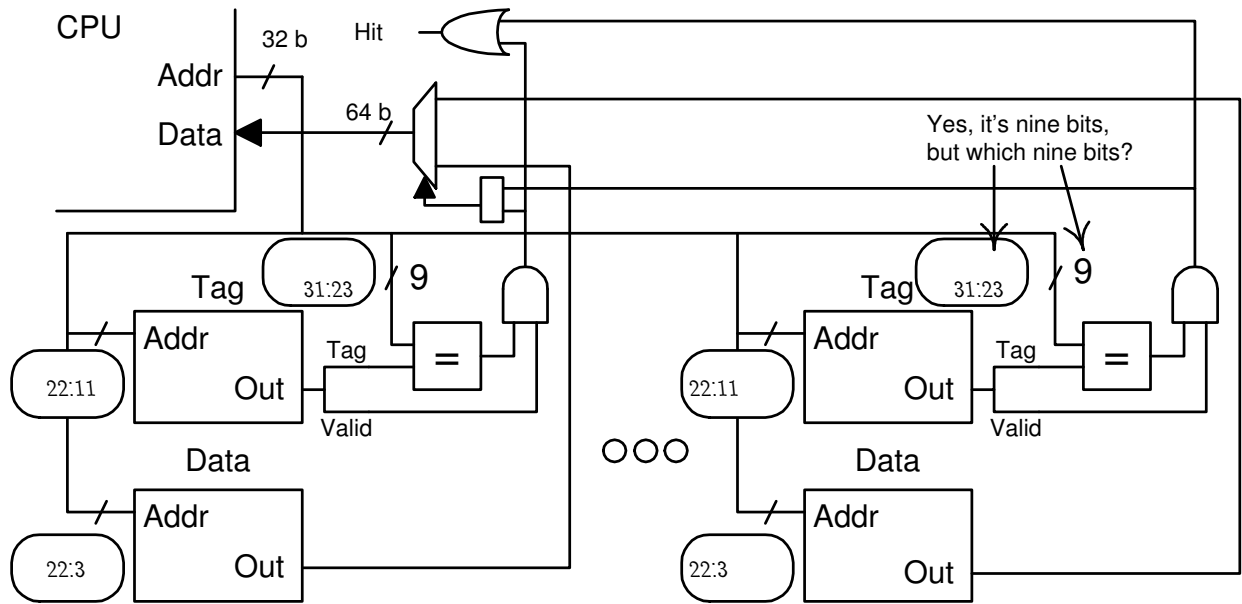 CPU
32 b
Hit
Addr
64 b
Data
Yes, it's nine bits,
but which nine bits?
Tag
31:23
9
Tag
31:23
9
Addr
Tag
=
Addr
Tag
=
22:11
Out
22:11
Out
Valid
Valid
Data
Data
Addr
Addr
22:3
Out
22:3
Out